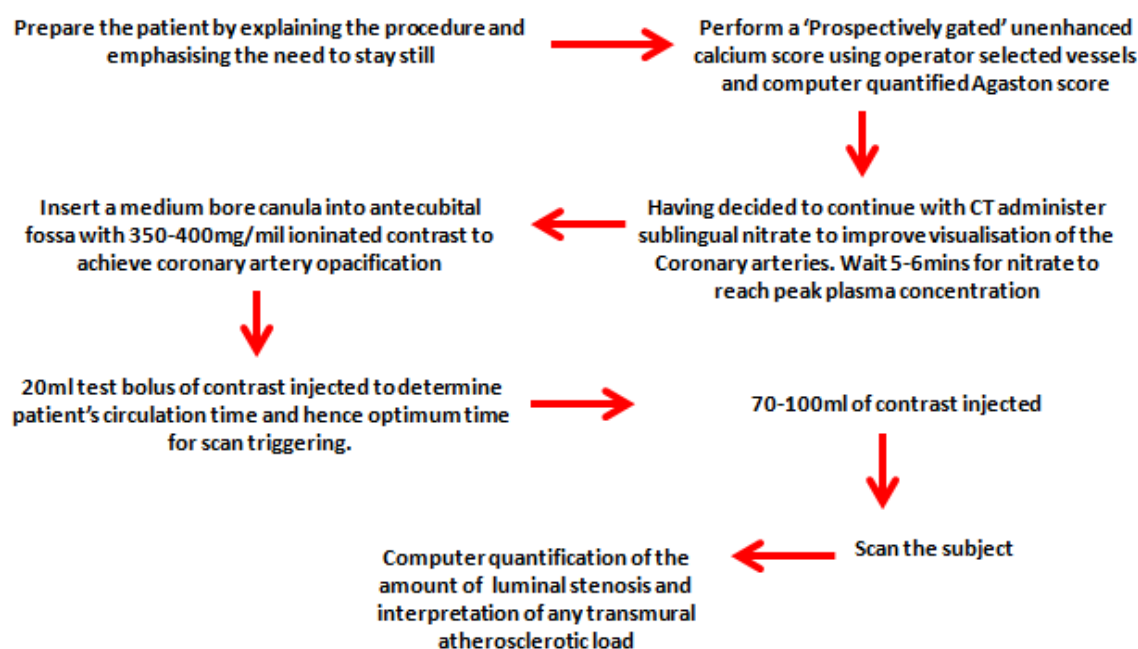 Prepare the patient by explaining the procedure and
emphasising the need to stay still
Perform a ‘Prospectively gated’ unenhanced
calcium score using operator selected vessels
and computer quantified Agaston score
Having decided to continue with CT administer
sublingual nitrate to improve visualisation of the
Coronary arteries. Wait 5-6mins for nitrate to
reach peak plasma concentration
Insert a medium bore canula into antecubital
fossa with 350-400mg/mil ioninated contrast to
achieve coronary artery opacification
20ml test bolus of contrast injected to determine
patient’s circulation time and hence optimum time
for scan triggering.
70-100ml of contrast injected
Scan the subject
Computer quantification of the
amount of luminal stenosis and
interpretation of any transmural
atherosclerotic load